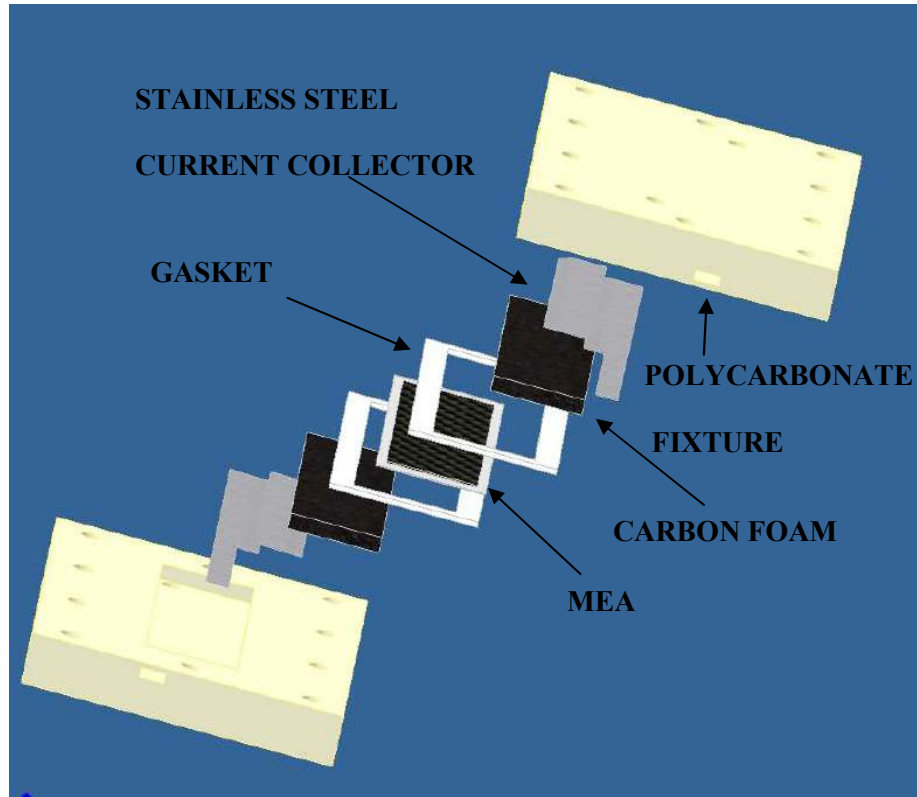 STAINLESS STEEL
CURRENT COLLECTOR
GASKET
POLYCARBONATE
FIXTURE
CARBON FOAM
MEA